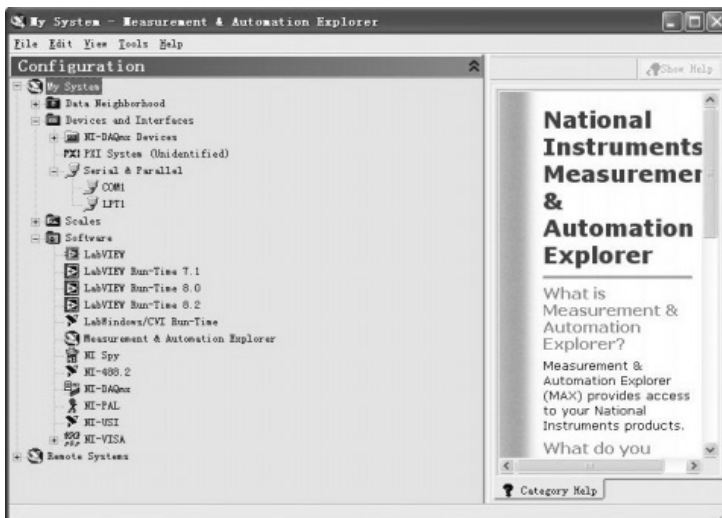 My System - Measurement & Automation Explorer
File Edit View Tools Help
Configuration
My System
Data Neighborhood
Devices and Interfaces
NI-DAQmx Devices
PXI PXI System (Unidentified)
Serial & Parallel
COM1
LPT1
Scales
Software
LabVIEW
LabVIEW Run-Time 7.1
LabVIEW Run-Time 8.0
LabVIEW Run-Time 8.2
LabWindows/CVI Run-Time
Measurement & Automation Explorer
NI Spy
NI-488.2
NI-DAQmx
NI-PAL
NI-USI
NI-VISA
Remote Systems
Show Help
National
Instruments
Measuremen
&
Automation
Explorer
What is
Measurement &
Automation
Explorer?
Measurement &
Automation Explorer
(MAX) provides access
to your National
Instruments products.
What do you
Category Help